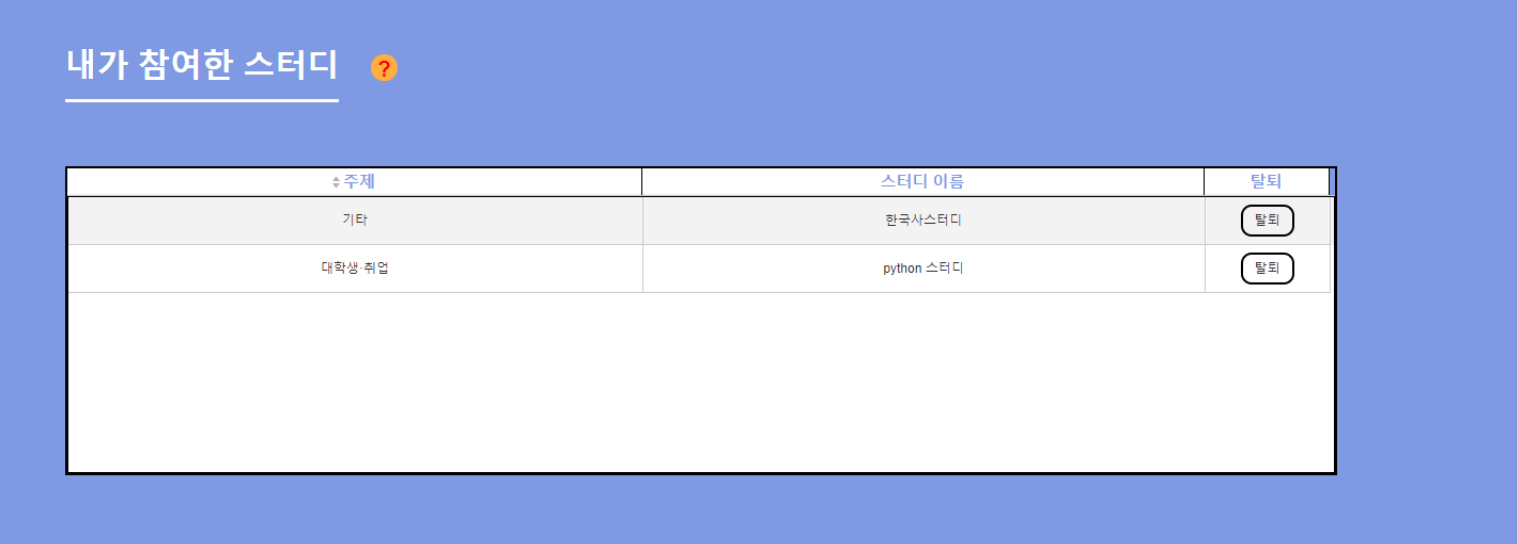 내가 참여한 스터디 ?
주제 스터디 이름 탈퇴
기타 한국사스터디 탈퇴
대학생·취업 python 스터디 탈퇴